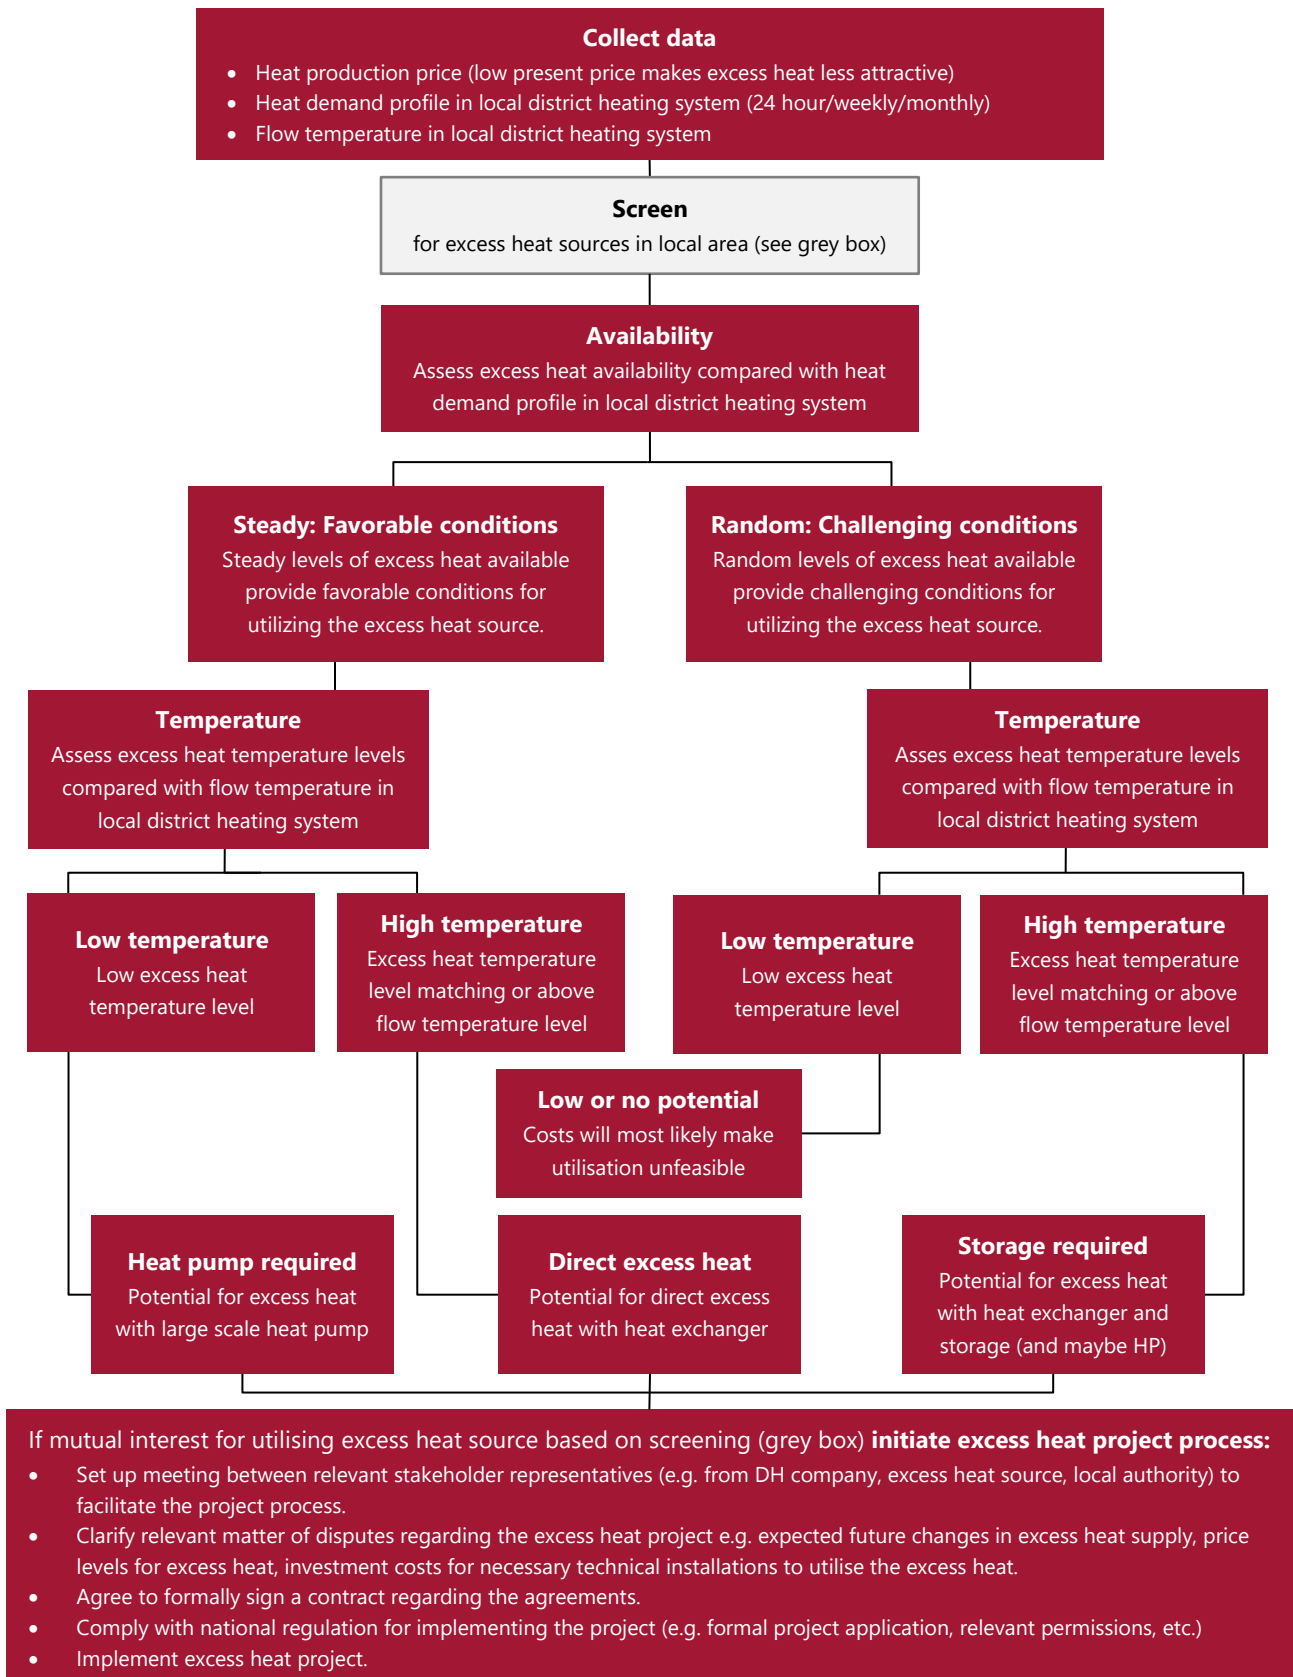 Collect data
• Heat production price (low present price makes excess heat less attractive)
• Heat demand profile in local district heating system (24 hour/weekly/monthly)
• Flow temperature in local district heating system
Screen
for excess heat sources in local area (see grey box)
Availability
Assess excess heat availability compared with heat
demand profile in local district heating system
Steady: Favorable conditions
Steady levels of excess heat available
provide favorable conditions for
utilizing the excess heat source.
Random: Challenging conditions
Random levels of excess heat available
provide challenging conditions for
utilizing the excess heat source.
Temperature
Assess excess heat temperature levels
compared with flow temperature in
local district heating system
Temperature
Asses excess heat temperature levels
compared with flow temperature in
local district heating system
Low temperature
Low excess heat
temperature level
High temperature
Excess heat temperature
level matching or above
flow temperature level
Low temperature
Low excess heat
temperature level
High temperature
Excess heat temperature
level matching or above
flow temperature level
Low or no potential
Costs will most likely make
utilisation unfeasible
Heat pump required
Potential for excess heat
with large scale heat pump
Direct excess heat
Potential for direct excess
heat with heat exchanger
Storage required
Potential for excess heat
with heat exchanger and
storage (and maybe HP)
If mutual interest for utilising excess heat source based on screening (grey box) initiate excess heat project process:
• Set up meeting between relevant stakeholder representatives (e.g. from DH company, excess heat source, local authority) to
facilitate the project process.
• Clarify relevant matter of disputes regarding the excess heat project e.g. expected future changes in excess heat supply, price
levels for excess heat, investment costs for necessary technical installations to utilise the excess heat.
• Agree to formally sign a contract regarding the agreements.
• Comply with national regulation for implementing the project (e.g. formal project application, relevant permissions, etc.)
• Implement excess heat project.